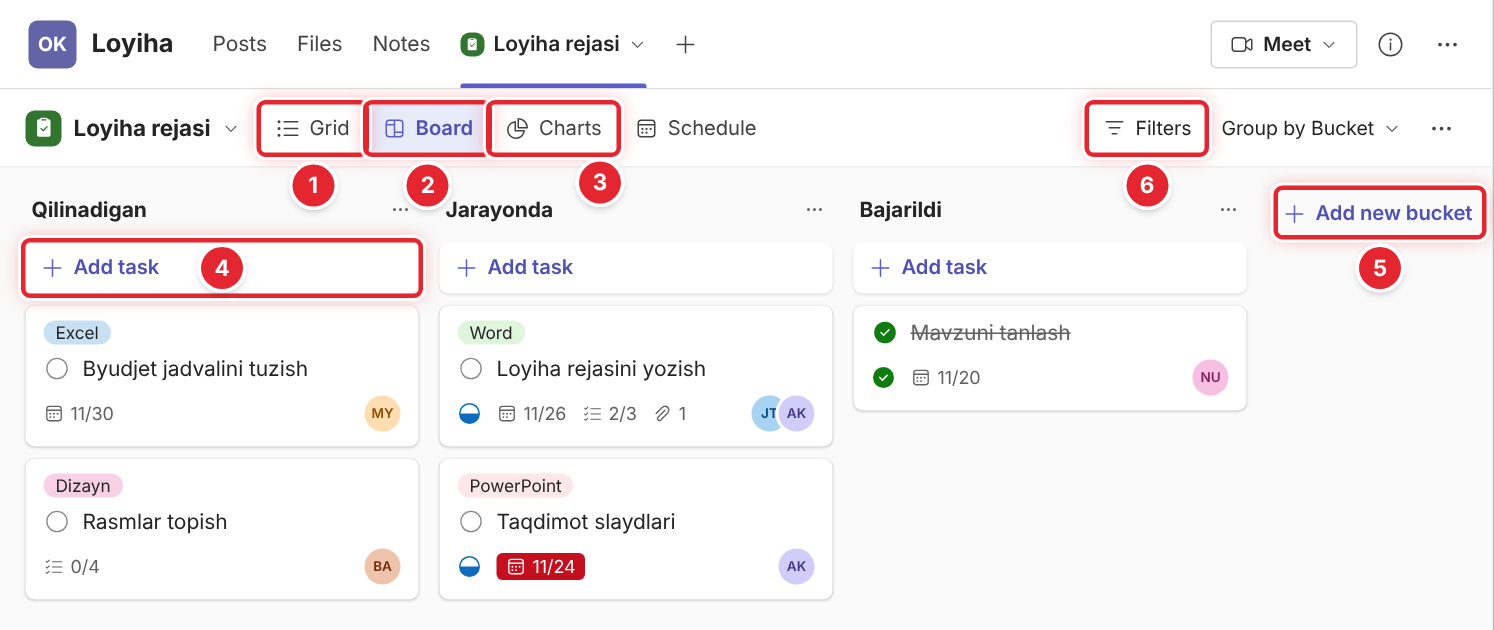 OK Loyiha Posts Files Notes Loyiha rejasi Meet
Loyiha rejasi Grid Board Charts Schedule Filters Group by Bucket
1 2 3 6
Qilinadigan Jarayonda Bajarildi Add new bucket
Add task 4 Add task Add task 5
Excel
Byudjet jadvalini tuzish
11/30 MY
Dizayn
Rasmlar topish
0/4 BA
Word
Loyiha rejasini yozish
11/26 2/3 1 JT AK
PowerPoint
Taqdimot slaydlari
11/24 AK
Mavzuni tanlash
11/20 NU